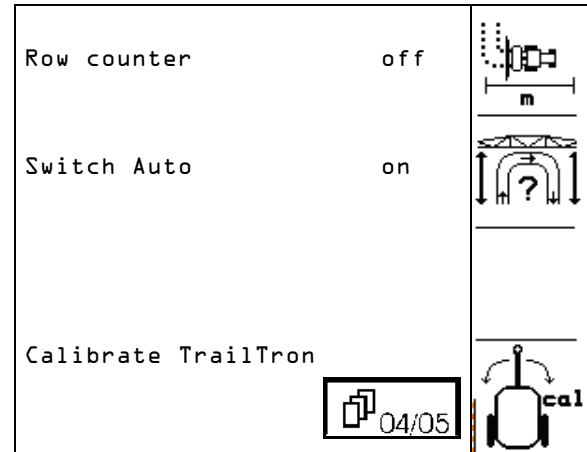 Row counter off
m
Switch Auto on
?
Calibrate TrailTron
cal
04/05